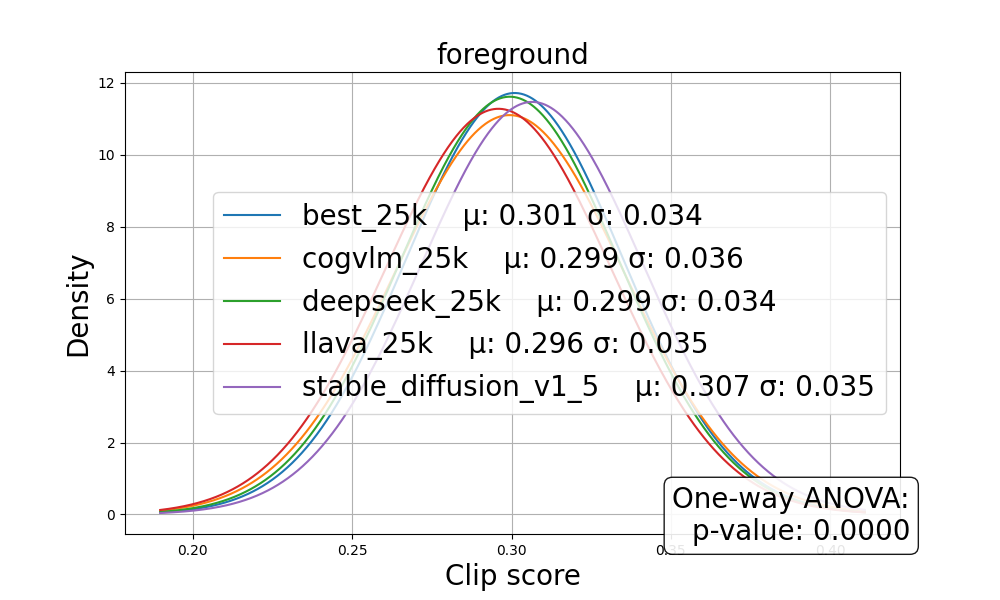 foreground
12
10
8
6
4
2
0
Density
best_25k μ: 0.301 σ: 0.034
cogvlm_25k μ: 0.299 σ: 0.036
deepseek_25k μ: 0.299 σ: 0.034
llava_25k μ: 0.296 σ: 0.035
stable_diffusion_v1_5 μ: 0.307 σ: 0.035
One-way ANOVA:
p-value: 0.0000
0.20 0.25 0.30 0.35 0.40
Clip score